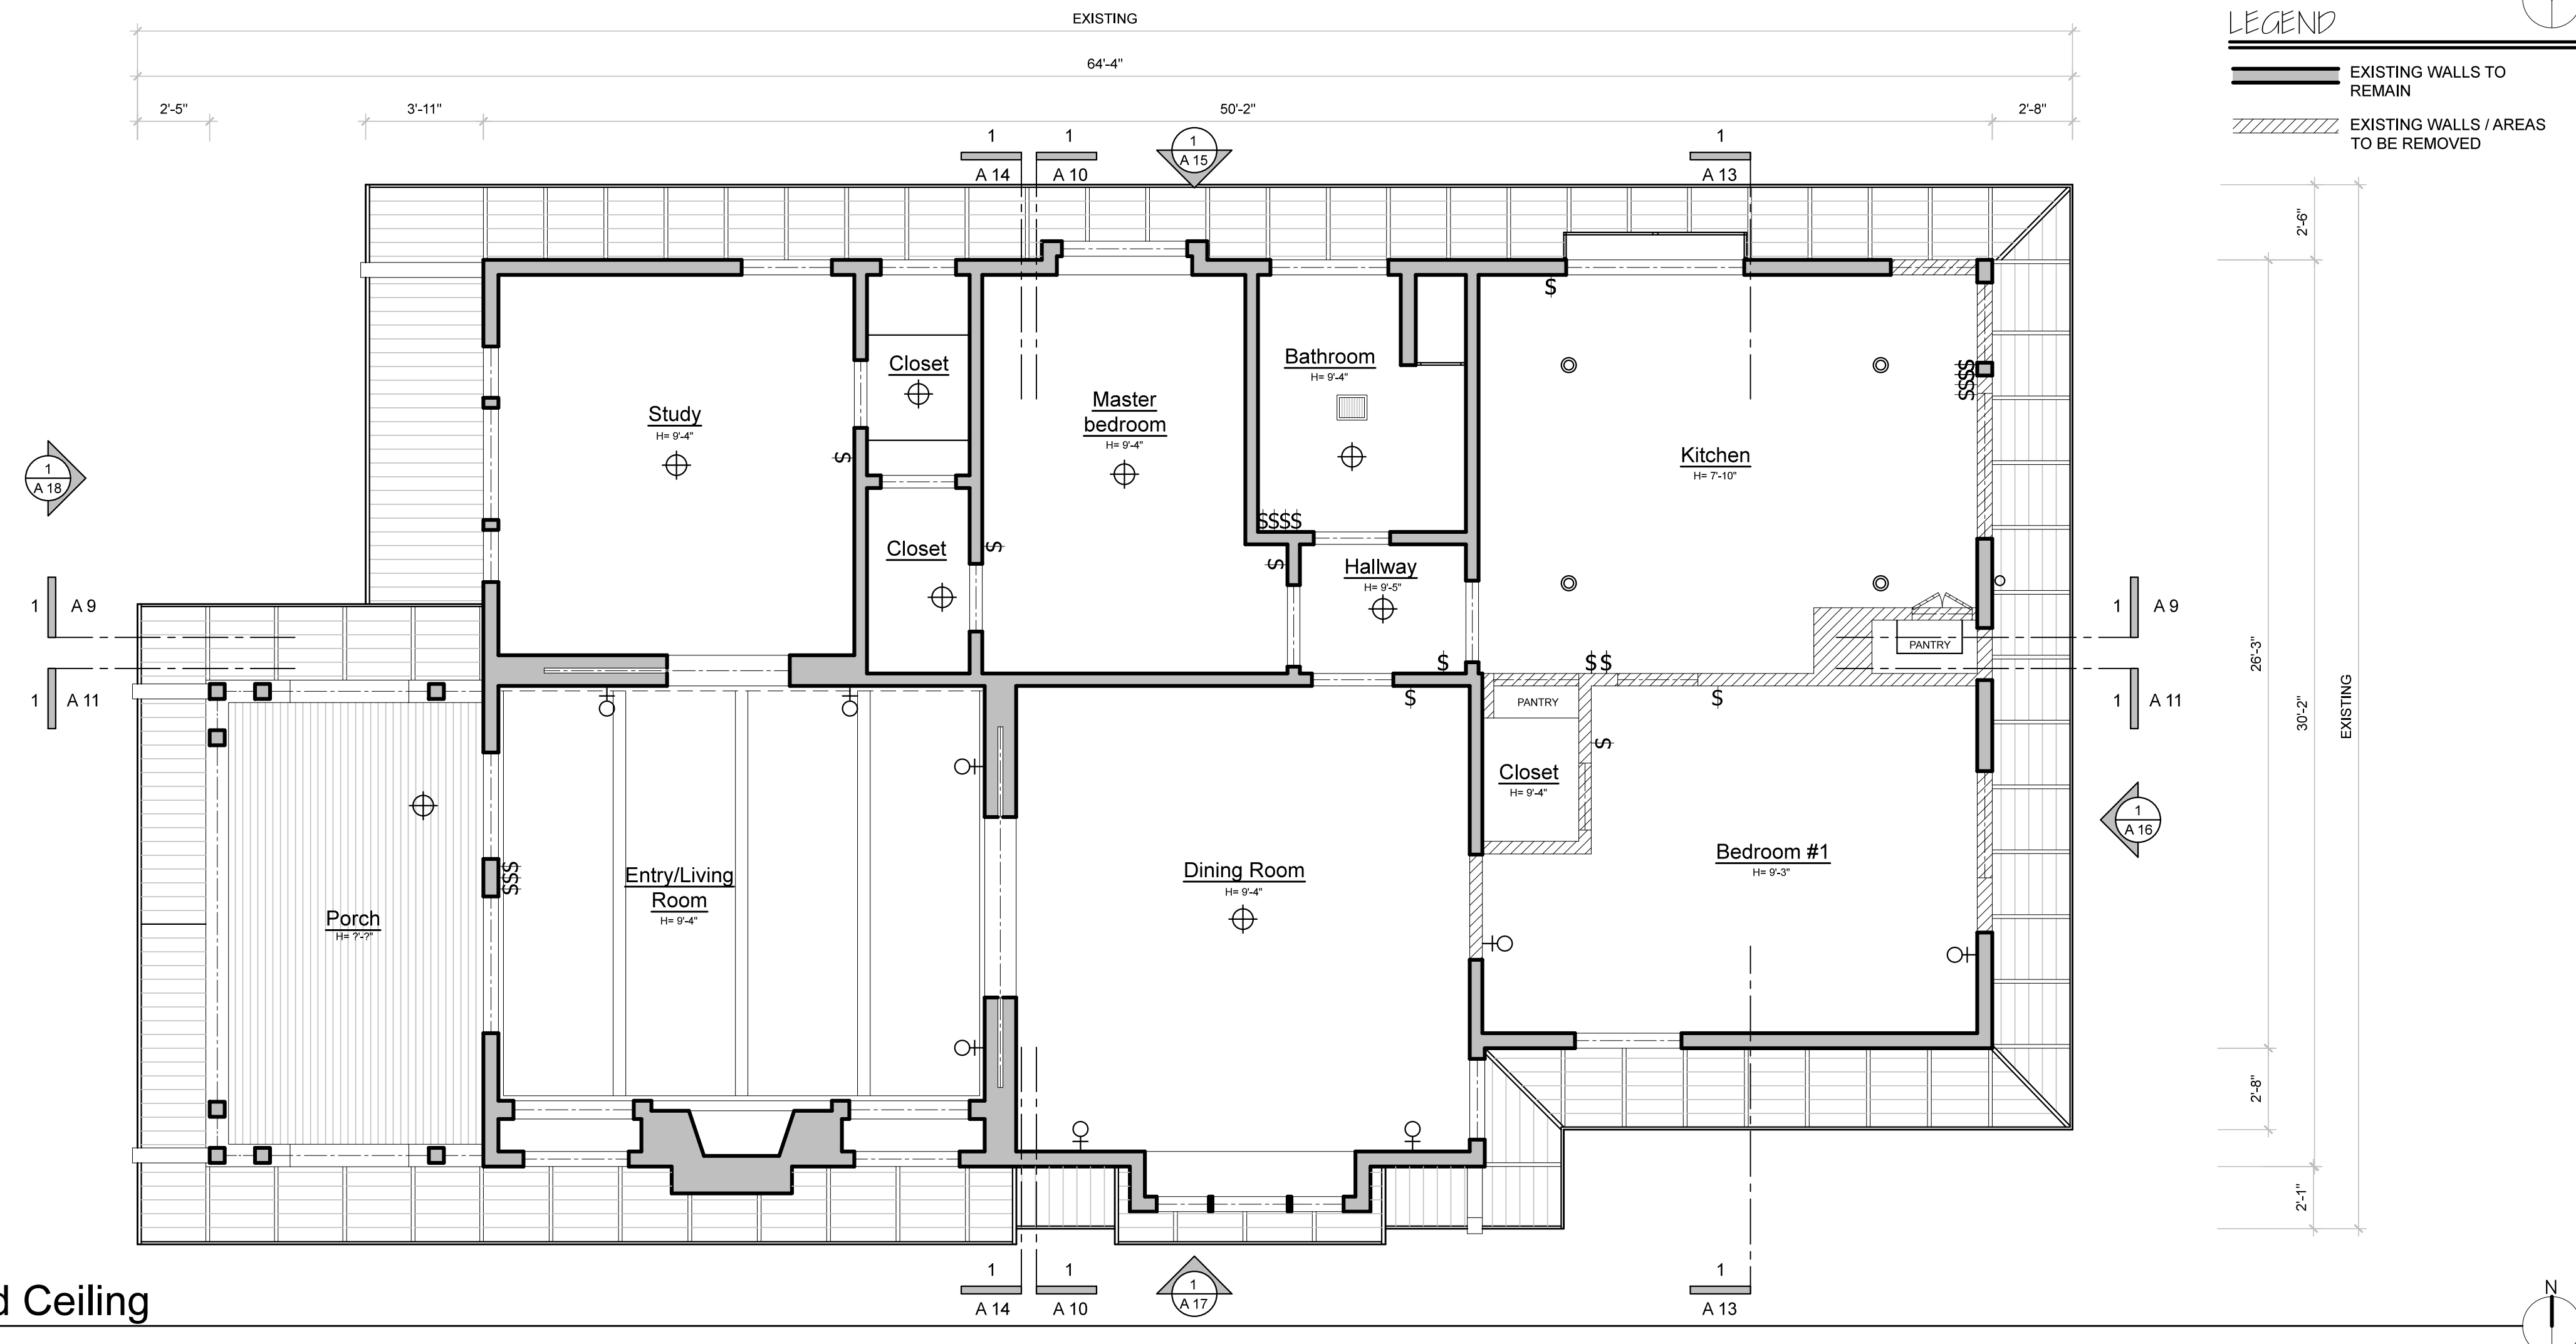 EXISTING
64'-4"
2'-5"
3'-11"
50'-2"
2'-8"
LEGEND
EXISTING WALLS TO
REMAIN
EXISTING WALLS / AREAS
TO BE REMOVED
1
A 14
1
A 10
1
A 15
1
A 13
2'-6"
26'-3"
30'-2"
EXISTING
2'-8"
2'-1"
1
A 18
1 A 9
1 A 11
Study
H= 9'-4"
$
Closet
Closet
Master
bedroom
H= 9'-4"
$
Bathroom
H= 9'-4"
$$$$
$
Hallway
H= 9'-5"
$
$
Kitchen
H= 7'-10"
$
$$$$
PANTRY
1 A 9
1 A 11
$$
$
PANTRY
$
Closet
H= 9'-4"
Bedroom #1
H= 9'-3"
1
A 16
Porch
H= ?'-?"
$$$
Entry/Living
Room
H= 9'-4"
Dining Room
H= 9'-4"
1
A 14
1
A 10
1
A 17
1
A 13
d Ceiling
N